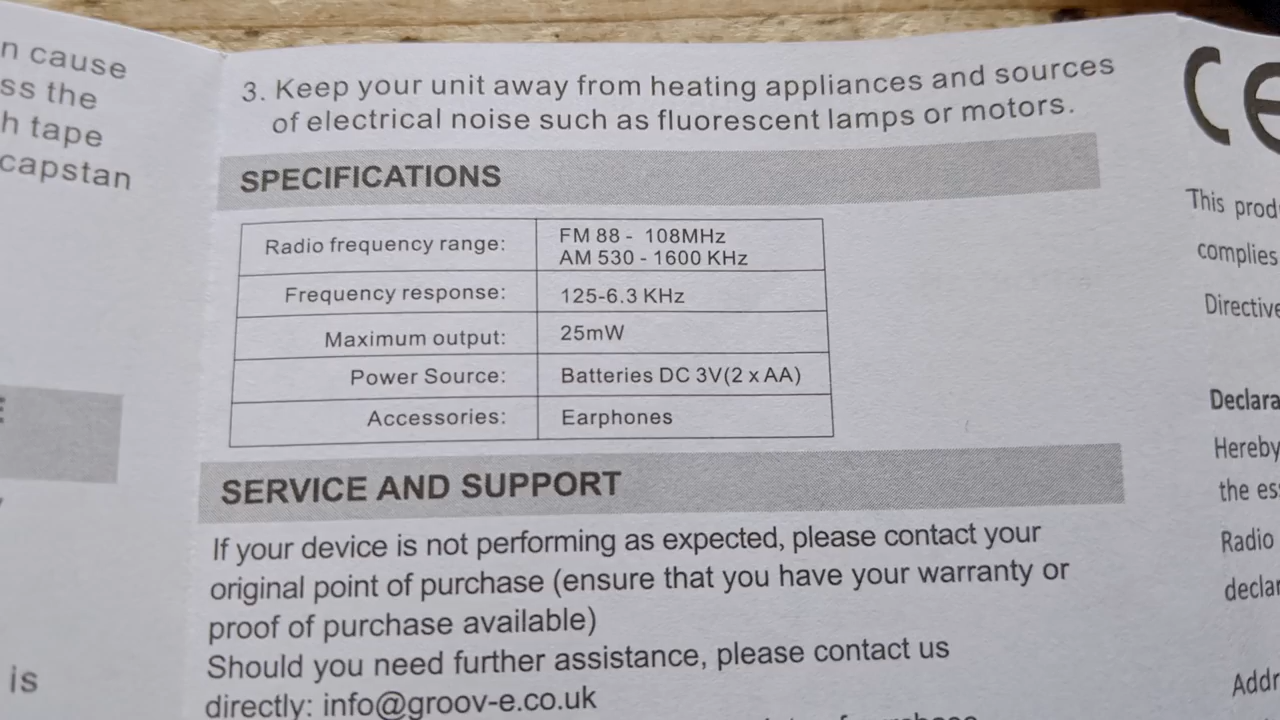 n cause
ss the
h tape
capstan
is
3. Keep your unit away from heating appliances and sources
of electrical noise such as fluorescent lamps or motors.
SPECIFICATIONS
Radio frequency range: FM 88 - 108MHz
AM 530 - 1600 KHz
Frequency response: 125-6.3 KHz
Maximum output: 25mW
Power Source: Batteries DC 3V(2 x AA)
Accessories: Earphones
SERVICE AND SUPPORT
If your device is not performing as expected, please contact your
original point of purchase (ensure that you have your warranty or
proof of purchase available)
Should you need further assistance, please contact us
directly: info@groov-e.co.uk
CE
This prod
complies
Directive
Declara
Hereby
the es
Radio
declar
Addr